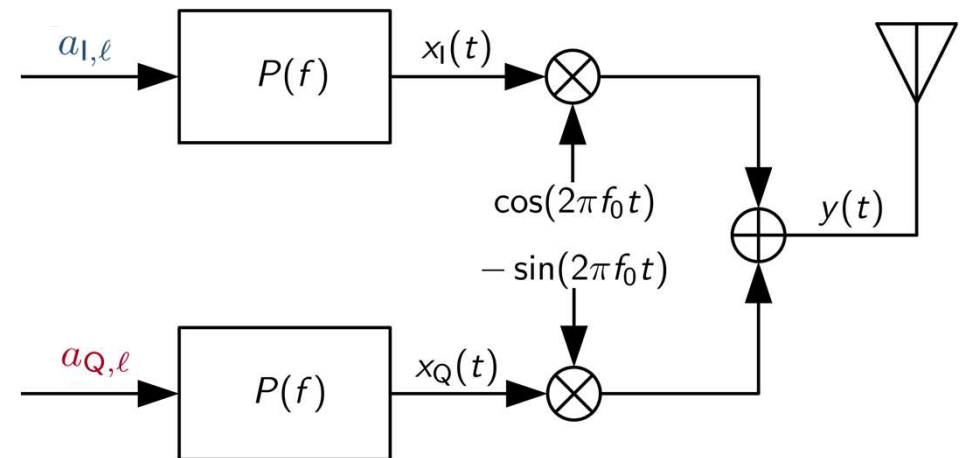 a_{I,ℓ}
P(f)
x_I(t)
cos(2πf_0t)
y(t)
− sin(2πf_0t)
a_{Q,ℓ}
P(f)
x_Q(t)